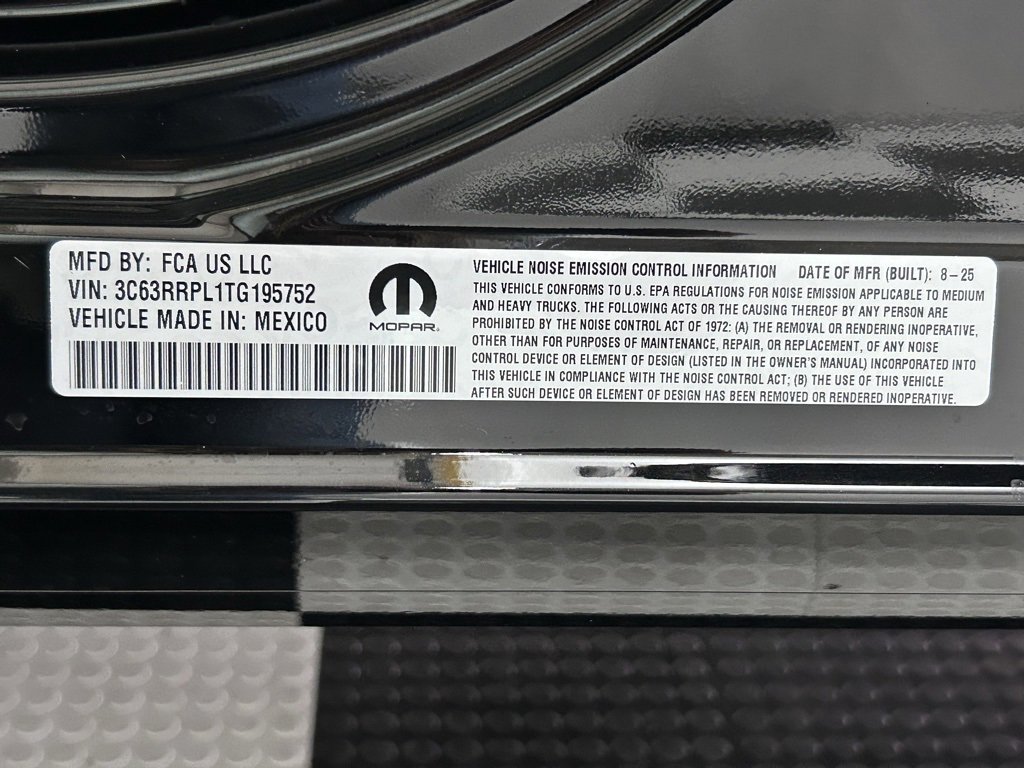 MFD BY: FCA US LLC
VIN: 3C63RRPL1TG195752
VEHICLE MADE IN: MEXICO
MOPAR®
VEHICLE NOISE EMISSION CONTROL INFORMATION DATE OF MFR (BUILT): 8–25
THIS VEHICLE CONFORMS TO U.S. EPA REGULATIONS FOR NOISE EMISSION APPLICABLE TO MEDIUM
AND HEAVY TRUCKS. THE FOLLOWING ACTS OR THE CAUSING THEREOF BY ANY PERSON ARE
PROHIBITED BY THE NOISE CONTROL ACT OF 1972: (A) THE REMOVAL OR RENDERING INOPERATIVE,
OTHER THAN FOR PURPOSES OF MAINTENANCE, REPAIR, OR REPLACEMENT, OF ANY NOISE
CONTROL DEVICE OR ELEMENT OF DESIGN (LISTED IN THE OWNER'S MANUAL) INCORPORATED INTO
THIS VEHICLE IN COMPLIANCE WITH THE NOISE CONTROL ACT; (B) THE USE OF THIS VEHICLE
AFTER SUCH DEVICE OR ELEMENT OF DESIGN HAS BEEN REMOVED OR RENDERED INOPERATIVE.